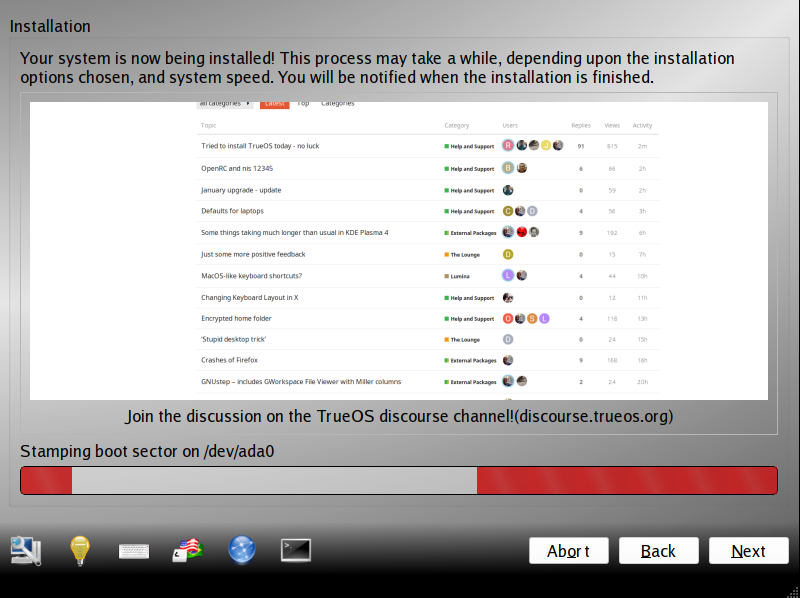 Installation
Your system is now being installed! This process may take a while, depending upon the installation
options chosen, and system speed. You will be notified when the installation is finished.
all categories Latest Top Categories
Topic Category Users Replies Views Activity
Tried to install TrueOS today - no luck Help and Support R J 91 615 2m
OpenRC and nis 12345 Help and Support B 6 66 2h
January upgrade - update Help and Support 0 59 2h
Defaults for laptops Help and Support C D 4 56 3h
Some things taking much longer than usual in KDE Plasma 4 External Packages 9 192 6h
Just some more positive feedback The Lounge D 0 15 7h
MacOS-like keyboard shortcuts? Lumina L 4 44 10h
Changing Keyboard Layout in X Help and Support 0 12 11h
Encrypted home folder Help and Support S L 4 118 13h
'Stupid desktop trick' The Lounge D 0 24 15h
Crashes of Firefox External Packages 9 168 16h
GNUstep – includes GWorkspace File Viewer with Miller columns External Packages 2 24 20h
Join the discussion on the TrueOS discourse channel!(discourse.trueos.org)
Stamping boot sector on /dev/ada0
Abort Back Next